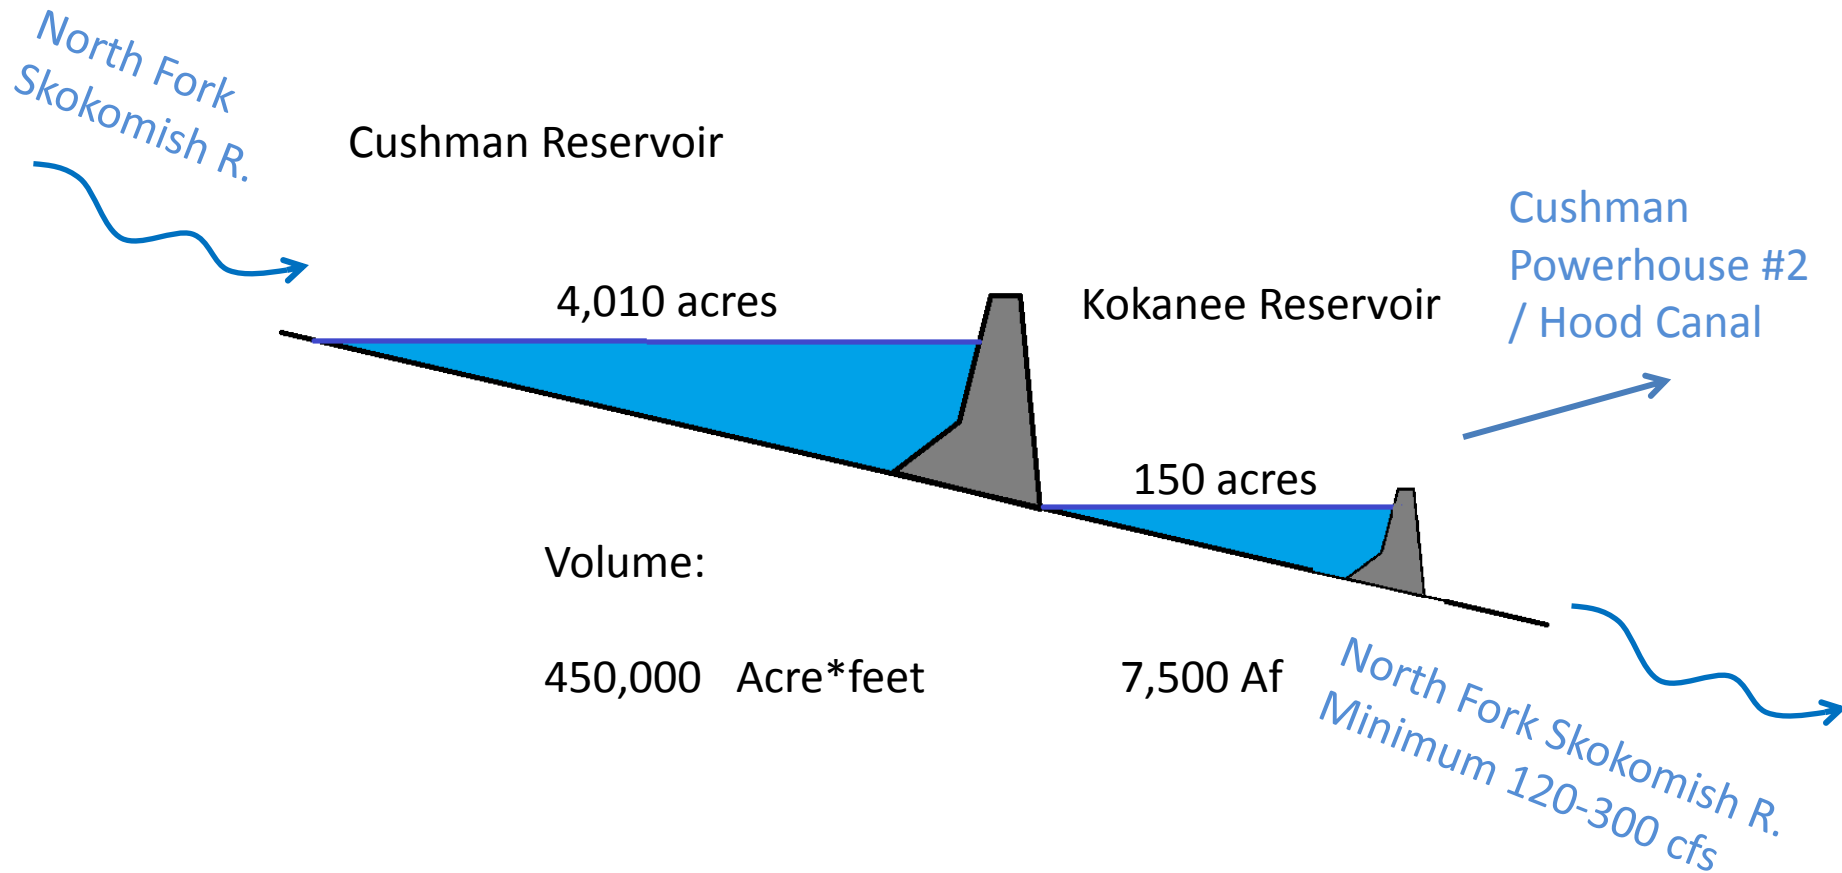 North Fork
Skokomish R.
Cushman Reservoir
Cushman
Powerhouse #2
/ Hood Canal
4,010 acres
Kokanee Reservoir
150 acres
Volume:
450,000 Acre*feet
7,500 Af
North Fork Skokomish R.
Minimum 120-300 cfs